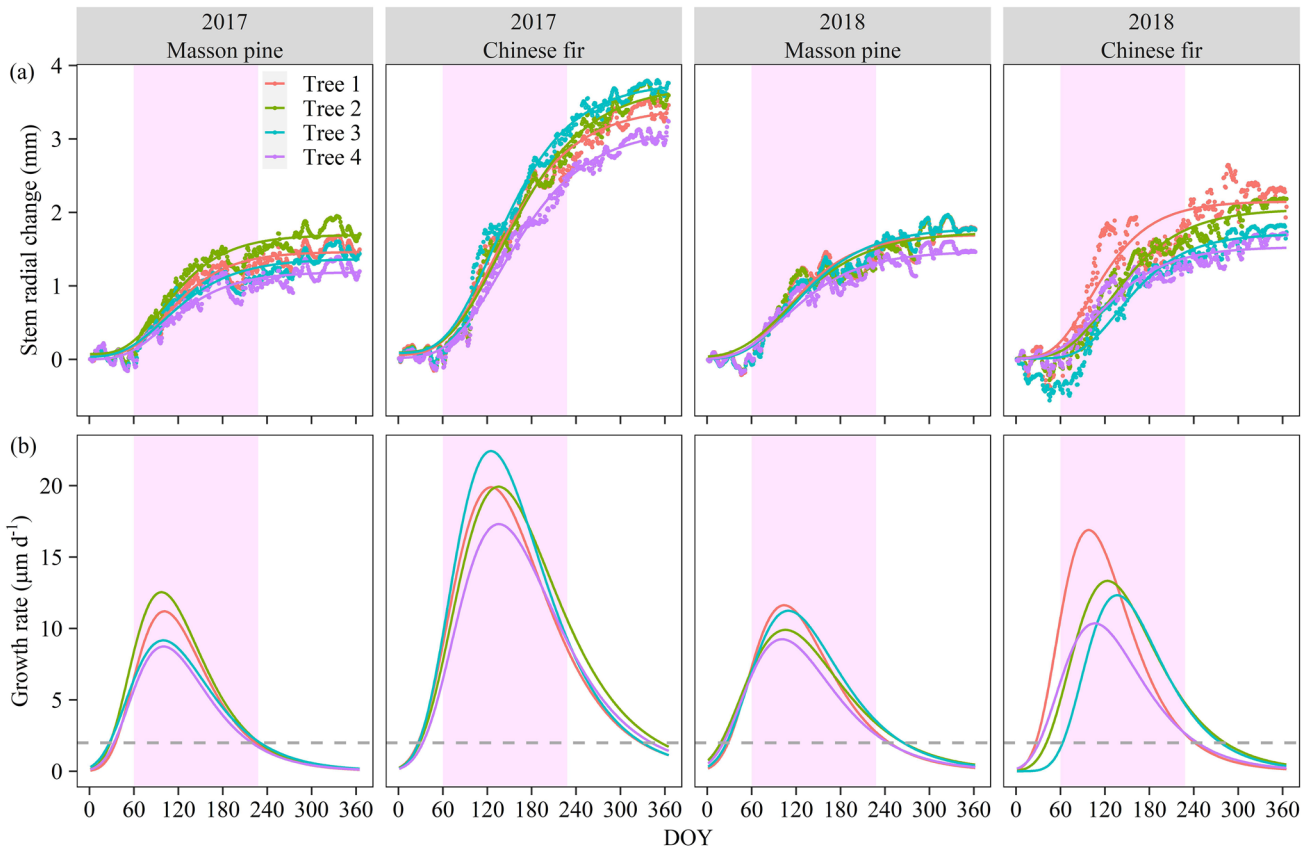 2017 2017 2018 2018
Masson pine Chinese fir Masson pine Chinese fir
(a)
Stem radial change (mm)
4
3
2
1
0
Tree 1
Tree 2
Tree 3
Tree 4
(b)
Growth rate (μm d⁻¹)
20
15
10
5
0
0 60 120 180 240 300 360 0 60 120 180 240 300 360 0 60 120 180 240 300 360 0 60 120 180 240 300 360
DOY